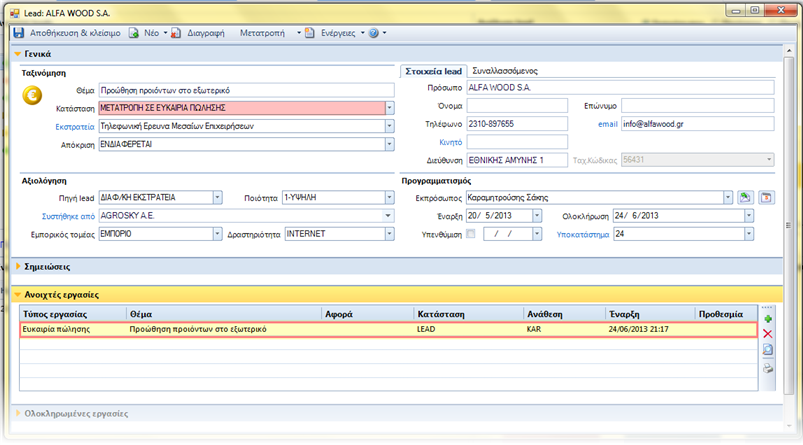 Lead: ALFA WOOD S.A.
Αποθήκευση & κλείσιμο Νέο Διαγραφή Μετατροπή Ενέργειες
Γενικά
Ταξινόμηση
Θέμα Προώθηση προιόντων στο εξωτερικό
Κατάσταση ΜΕΤΑΤΡΟΠΗ ΣΕ ΕΥΚΑΙΡΙΑ ΠΩΛΗΣΗΣ
Εκστρατεία Τηλεφωνική Ερευνα Μεσαίων Επιχειρήσεων
Απόκριση ΕΝΔΙΑΦΕΡΕΤΑΙ
Στοιχεία lead Συναλλασσόμενος
Πρόσωπο ALFA WOOD S.A.
Όνομα Επώνυμο
Τηλέφωνο 2310-897655 email info@alfawood.gr
Κινητό
Διεύθυνση ΕΘΝΙΚΗΣ ΑΜΥΝΗΣ 1 Ταχ.Κώδικας 56431
Αξιολόγηση
Πηγή lead ΔΙΑΦ/ΚΗ ΕΚΣΤΡΑΤΕΙΑ Ποιότητα 1-ΥΨΗΛΗ
Συστήθηκε από AGROSKY A.E.
Εμπορικός τομέας ΕΜΠΟΡΙΟ Δραστηριότητα INTERNET
Προγραμματισμός
Εκπρόσωπος Καραμητρούσης Σάκης
Έναρξη 20/ 5/2013 Ολοκλήρωση 24/ 6/2013
Υπενθύμιση / / Υποκατάστημα 24
Σημειώσεις
Ανοιχτές εργασίες
Τύπος εργασίας Θέμα Αφορά Κατάσταση Ανάθεση Έναρξη Προθεσμία
Ευκαιρία πώλησης Προώθηση προιόντων στο εξωτερικό LEAD KAR 24/06/2013 21:17
Ολοκληρωμένες εργασίες